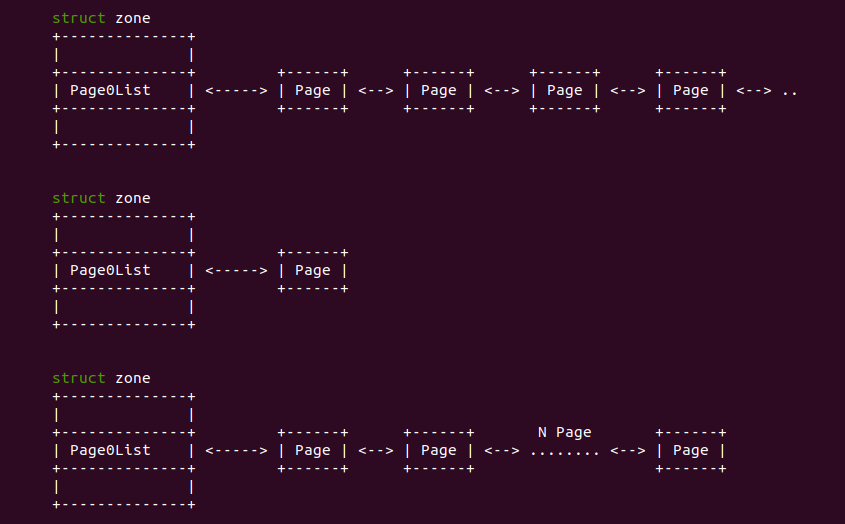 struct zone
+--------------+
|              |
+--------------+         +------+      +------+      +------+      +------+
| Page0List    | <-----> | Page | <--> | Page | <--> | Page | <--> | Page | <--> ..
+--------------+         +------+      +------+      +------+      +------+
|              |
+--------------+
struct zone
+--------------+
|              |
+--------------+         +------+
| Page0List    | <-----> | Page |
+--------------+         +------+
|              |
+--------------+
struct zone
+--------------+
|              |
+--------------+         +------+      +------+       N Page       +------+
| Page0List    | <-----> | Page | <--> | Page | <--> ........ <--> | Page |
+--------------+         +------+      +------+                    +------+
|              |
+--------------+